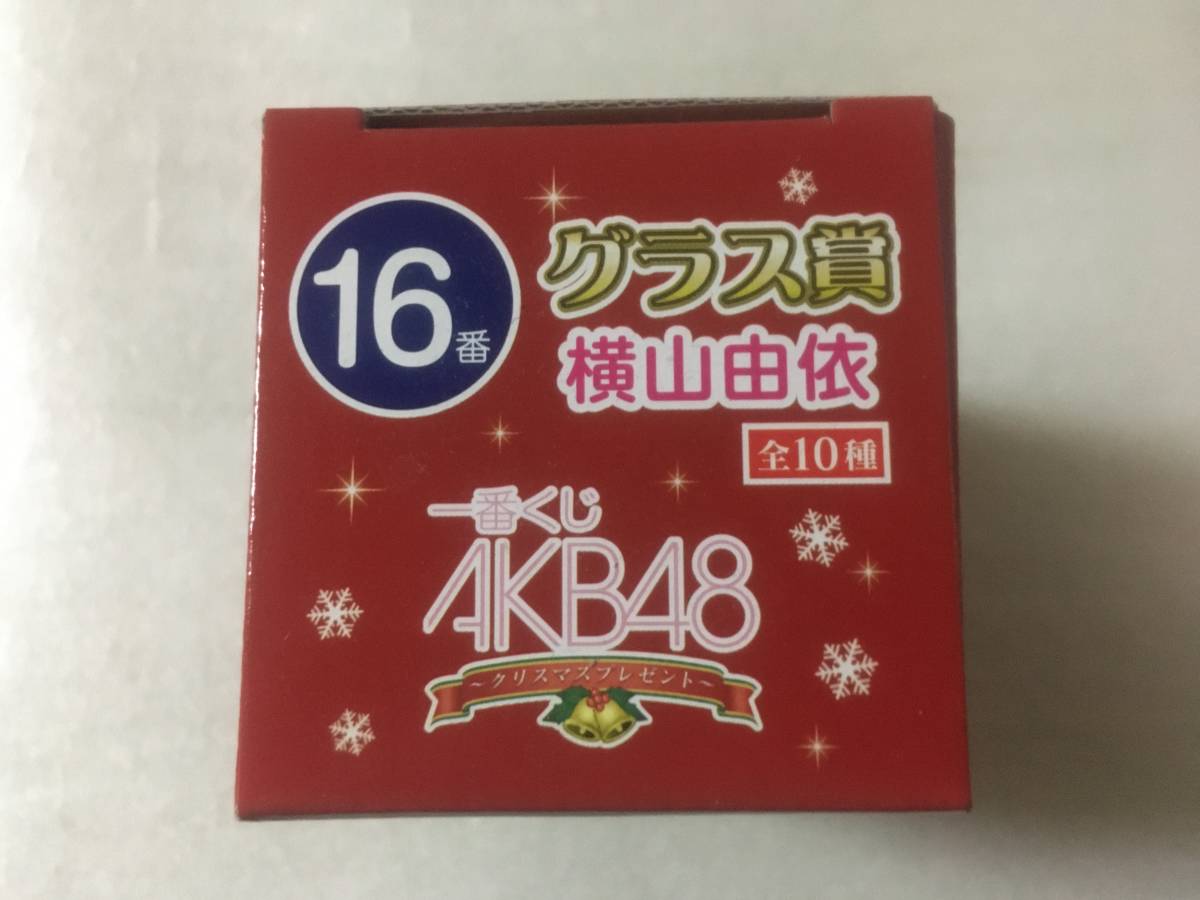 16番
グラス賞
横山由依
全10種
一番くじ
AKB48
～クリスマスプレゼント～